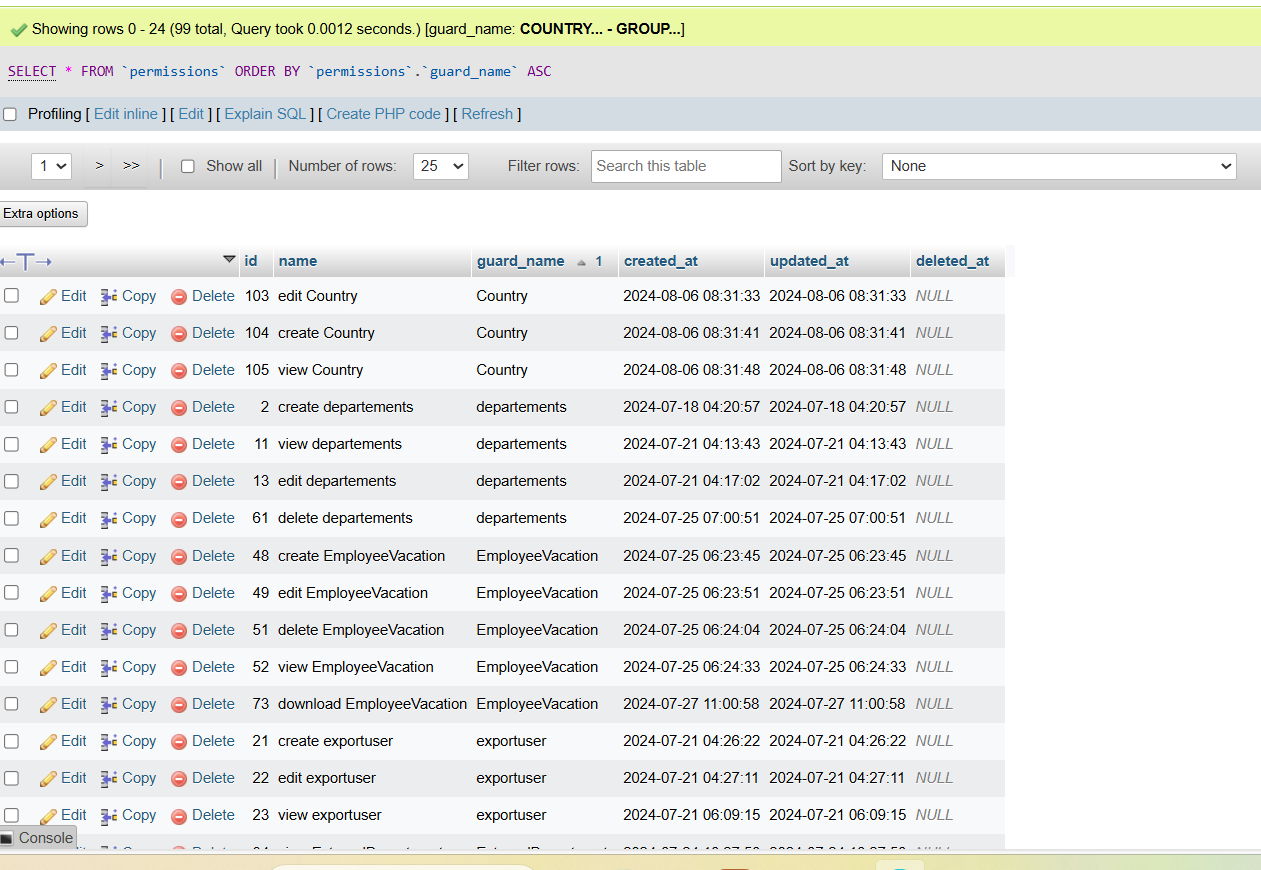 Showing rows 0 - 24 (99 total, Query took 0.0012 seconds.) [guard_name: COUNTRY... - GROUP...]
SELECT * FROM `permissions` ORDER BY `permissions`.`guard_name` ASC
Profiling [ Edit inline ] [ Edit ] [ Explain SQL ] [ Create PHP code ] [ Refresh ]
1 > >> | Show all | Number of rows: 25 Filter rows: Search this table Sort by key: None
Extra options
←T→ id name guard_name 1 created_at updated_at deleted_at
Edit Copy Delete 103 edit Country Country 2024-08-06 08:31:33 2024-08-06 08:31:33 NULL
Edit Copy Delete 104 create Country Country 2024-08-06 08:31:41 2024-08-06 08:31:41 NULL
Edit Copy Delete 105 view Country Country 2024-08-06 08:31:48 2024-08-06 08:31:48 NULL
Edit Copy Delete 2 create departements departements 2024-07-18 04:20:57 2024-07-18 04:20:57 NULL
Edit Copy Delete 11 view departements departements 2024-07-21 04:13:43 2024-07-21 04:13:43 NULL
Edit Copy Delete 13 edit departements departements 2024-07-21 04:17:02 2024-07-21 04:17:02 NULL
Edit Copy Delete 61 delete departements departements 2024-07-25 07:00:51 2024-07-25 07:00:51 NULL
Edit Copy Delete 48 create EmployeeVacation EmployeeVacation 2024-07-25 06:23:45 2024-07-25 06:23:45 NULL
Edit Copy Delete 49 edit EmployeeVacation EmployeeVacation 2024-07-25 06:23:51 2024-07-25 06:23:51 NULL
Edit Copy Delete 51 delete EmployeeVacation EmployeeVacation 2024-07-25 06:24:04 2024-07-25 06:24:04 NULL
Edit Copy Delete 52 view EmployeeVacation EmployeeVacation 2024-07-25 06:24:33 2024-07-25 06:24:33 NULL
Edit Copy Delete 73 download EmployeeVacation EmployeeVacation 2024-07-27 11:00:58 2024-07-27 11:00:58 NULL
Edit Copy Delete 21 create exportuser exportuser 2024-07-21 04:26:22 2024-07-21 04:26:22 NULL
Edit Copy Delete 22 edit exportuser exportuser 2024-07-21 04:27:11 2024-07-21 04:27:11 NULL
Edit Copy Delete 23 view exportuser exportuser 2024-07-21 06:09:15 2024-07-21 06:09:15 NULL
Console